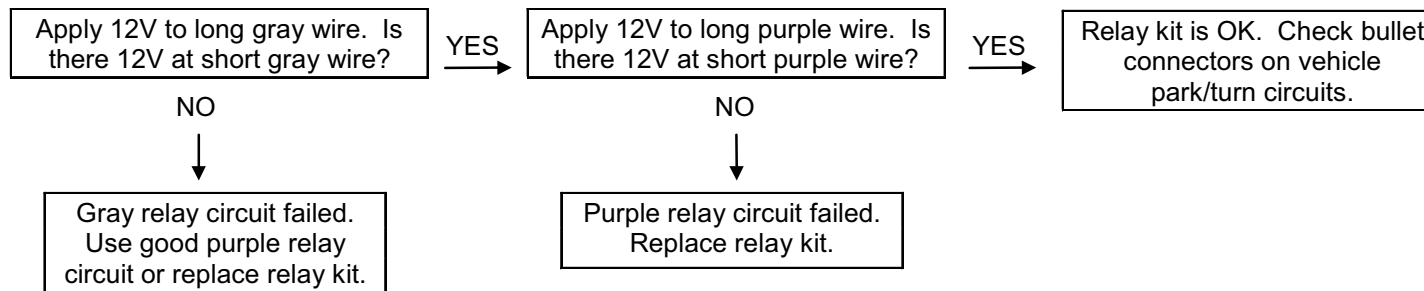 Apply 12V to long gray wire.  Is
there 12V at short gray wire?
YES
Apply 12V to long purple wire.  Is
there 12V at short purple wire?
YES
Relay kit is OK.  Check bullet
connectors on vehicle
park/turn circuits.
NO
NO
Gray relay circuit failed.
Use good purple relay
circuit or replace relay kit.
Purple relay circuit failed.
Replace relay kit.